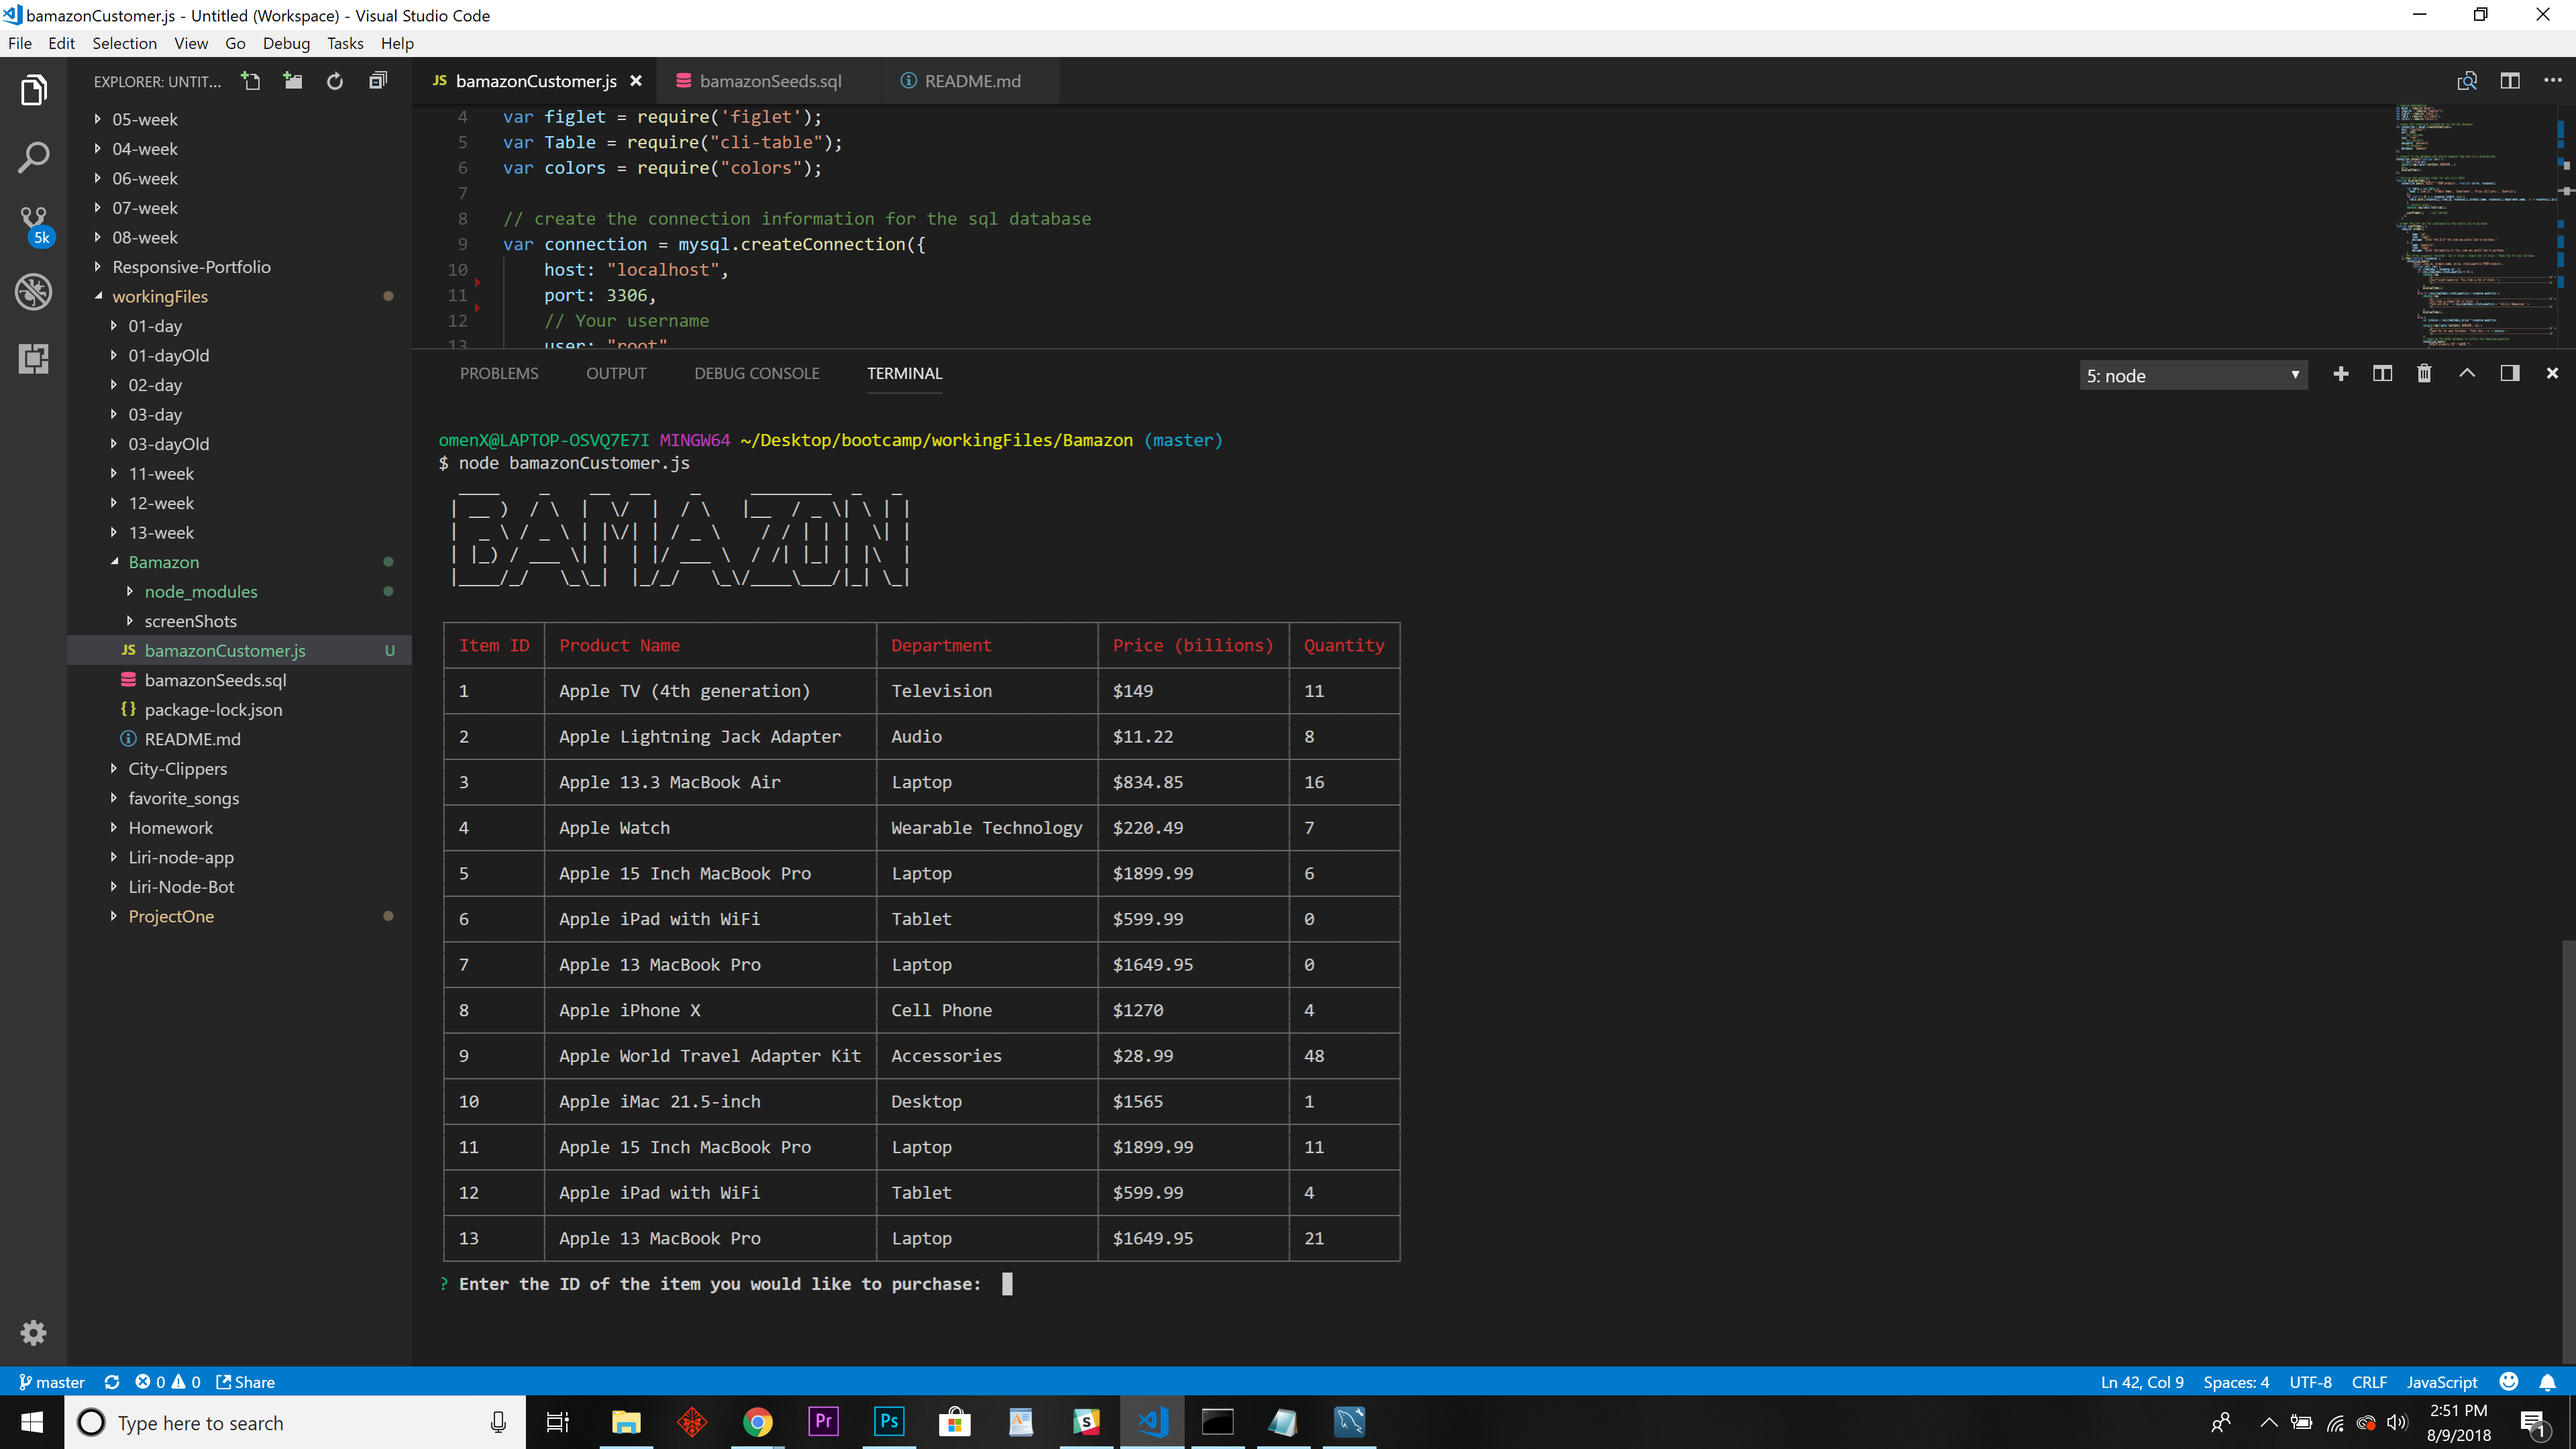 bamazonCustomer.js - Untitled (Workspace) - Visual Studio Code
File Edit Selection View Go Debug Tasks Help
EXPLORER: UNTIT...
05-week
04-week
06-week
07-week
08-week
Responsive-Portfolio
workingFiles
01-day
01-dayOld
02-day
03-day
03-dayOld
11-week
12-week
13-week
Bamazon
node_modules
screenShots
JS bamazonCustomer.js U
bamazonSeeds.sql
{} package-lock.json
README.md
City-Clippers
favorite_songs
Homework
Liri-node-app
Liri-Node-Bot
ProjectOne
5k
JS bamazonCustomer.js bamazonSeeds.sql README.md
4 var figlet = require('figlet');
5 var Table = require("cli-table");
6 var colors = require("colors");
7
8 // create the connection information for the sql database
9 var connection = mysql.createConnection({
10 host: "localhost",
11 port: 3306,
12 // Your username
13 user: "root"
PROBLEMS OUTPUT DEBUG CONSOLE TERMINAL 5: node
omenX@LAPTOP-OSVQ7E7I MINGW64 ~/Desktop/bootcamp/workingFiles/Bamazon (master)
$ node bamazonCustomer.js
BAMAZON
Item ID Product Name Department Price (billions) Quantity
1 Apple TV (4th generation) Television $149 11
2 Apple Lightning Jack Adapter Audio $11.22 8
3 Apple 13.3 MacBook Air Laptop $834.85 16
4 Apple Watch Wearable Technology $220.49 7
5 Apple 15 Inch MacBook Pro Laptop $1899.99 6
6 Apple iPad with WiFi Tablet $599.99 0
7 Apple 13 MacBook Pro Laptop $1649.95 0
8 Apple iPhone X Cell Phone $1270 4
9 Apple World Travel Adapter Kit Accessories $28.99 48
10 Apple iMac 21.5-inch Desktop $1565 1
11 Apple 15 Inch MacBook Pro Laptop $1899.99 11
12 Apple iPad with WiFi Tablet $599.99 4
13 Apple 13 MacBook Pro Laptop $1649.95 21
? Enter the ID of the item you would like to purchase:
master 0 0 Share Ln 42, Col 9 Spaces: 4 UTF-8 CRLF JavaScript
Type here to search Pr Ps S 2:51 PM
8/9/2018
1